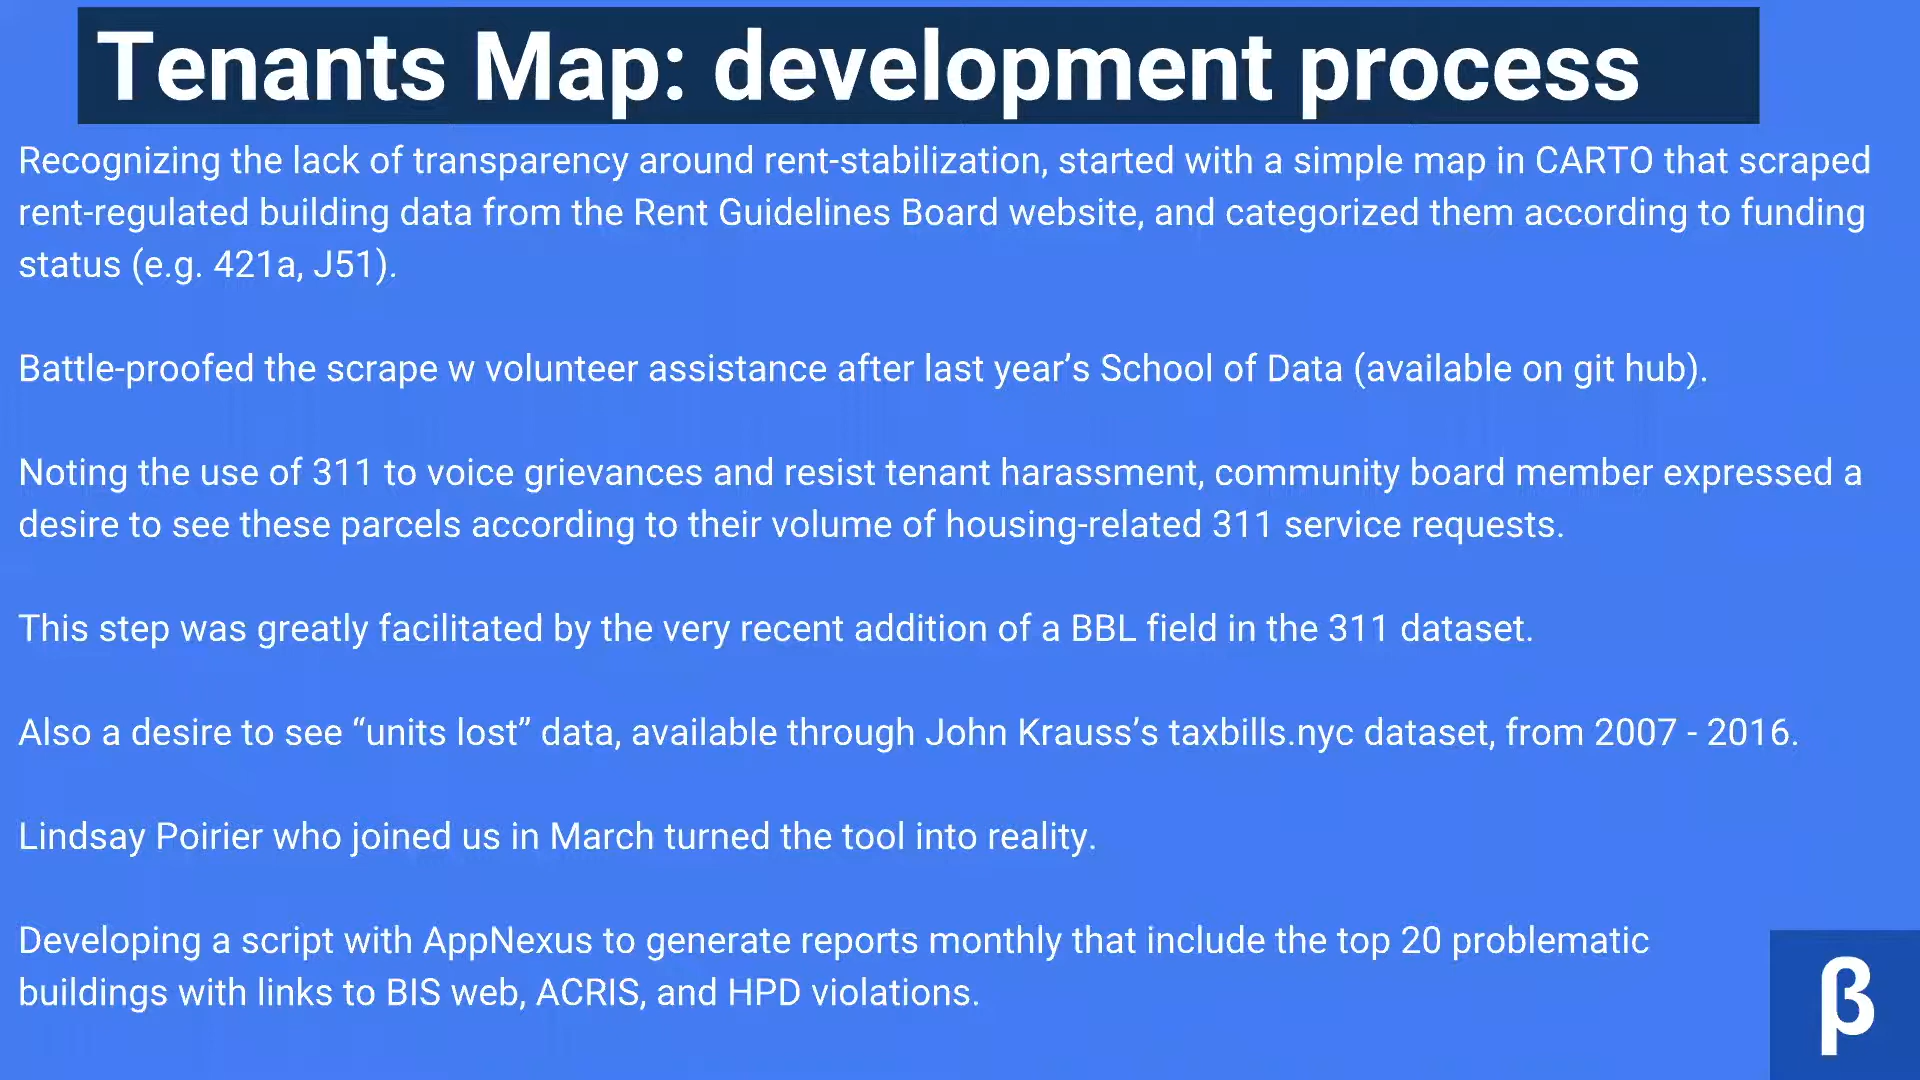 Tenants Map: development process
Recognizing the lack of transparency around rent-stabilization, started with a simple map in CARTO that scraped
rent-regulated building data from the Rent Guidelines Board website, and categorized them according to funding
status (e.g. 421a, J51).
Battle-proofed the scrape w volunteer assistance after last year’s School of Data (available on git hub).
Noting the use of 311 to voice grievances and resist tenant harassment, community board member expressed a
desire to see these parcels according to their volume of housing-related 311 service requests.
This step was greatly facilitated by the very recent addition of a BBL field in the 311 dataset.
Also a desire to see “units lost” data, available through John Krauss’s taxbills.nyc dataset, from 2007 - 2016.
Lindsay Poirier who joined us in March turned the tool into reality.
Developing a script with AppNexus to generate reports monthly that include the top 20 problematic
buildings with links to BIS web, ACRIS, and HPD violations.
β